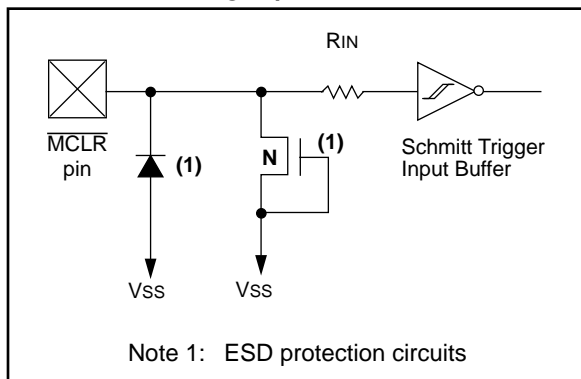 RIN
MCLR
pin
(1)
N
(1)
Schmitt Trigger
Input Buffer
VSS
VSS
Note 1: ESD protection circuits